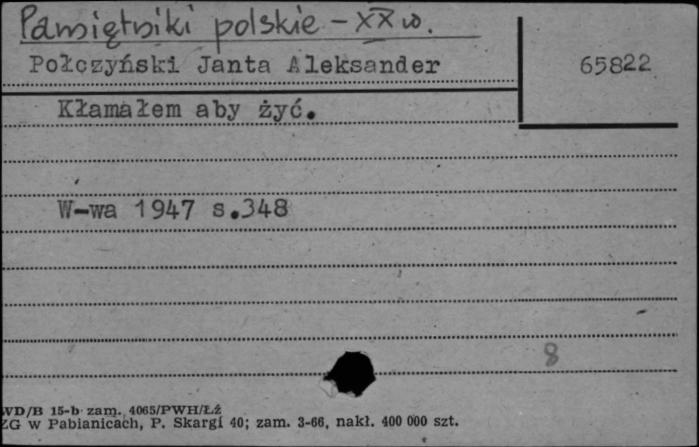 Pamiętniki polskie - XX w.
Połczyński Janta Aleksander
65822
Kłamałem aby żyć.
W-wa 1947 s.348
8
WD/B 15-b zam. 4065/PWH/ŁŹ
ZG w Pabianicach, P. Skargi 40; zam. 3-66, nakł. 400 000 szt.